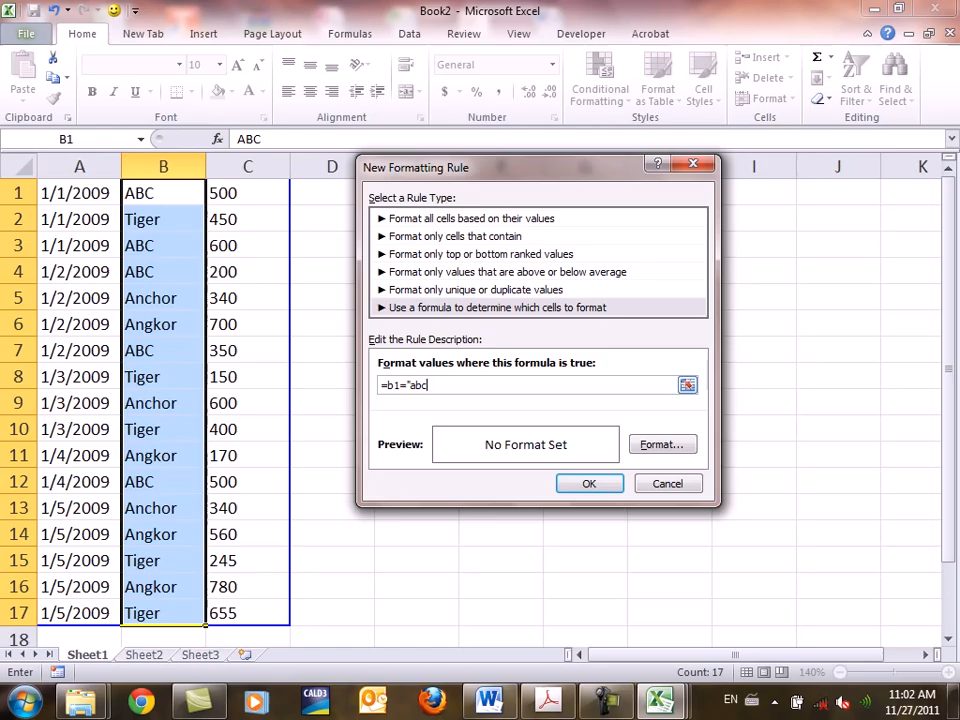 Book2 - Microsoft Excel
File Home New Tab Insert Page Layout Formulas Data Review View Developer Acrobat
Paste
10
General
B I U
$ % ,
Conditional Formatting
Format as Table
Cell Styles
Insert
Delete
Format
Sort & Filter
Find & Select
Clipboard Font Alignment Number Styles Cells Editing
B1 fx ABC
A B C D I J K
1 1/1/2009 ABC 500
2 1/1/2009 Tiger 450
3 1/1/2009 ABC 600
4 1/2/2009 ABC 200
5 1/2/2009 Anchor 340
6 1/2/2009 Angkor 700
7 1/2/2009 ABC 350
8 1/3/2009 Tiger 150
9 1/3/2009 Anchor 600
10 1/3/2009 Tiger 400
11 1/4/2009 Angkor 170
12 1/4/2009 ABC 500
13 1/5/2009 Anchor 340
14 1/5/2009 Angkor 560
15 1/5/2009 Tiger 245
16 1/5/2009 Angkor 780
17 1/5/2009 Tiger 655
18
New Formatting Rule
Select a Rule Type:
► Format all cells based on their values
► Format only cells that contain
► Format only top or bottom ranked values
► Format only values that are above or below average
► Format only unique or duplicate values
► Use a formula to determine which cells to format
Edit the Rule Description:
Format values where this formula is true:
=b1="abc
Preview: No Format Set Format...
OK Cancel
Sheet1 Sheet2 Sheet3
Enter Count: 17 140%
CALD3
EN
11:02 AM
11/27/2011